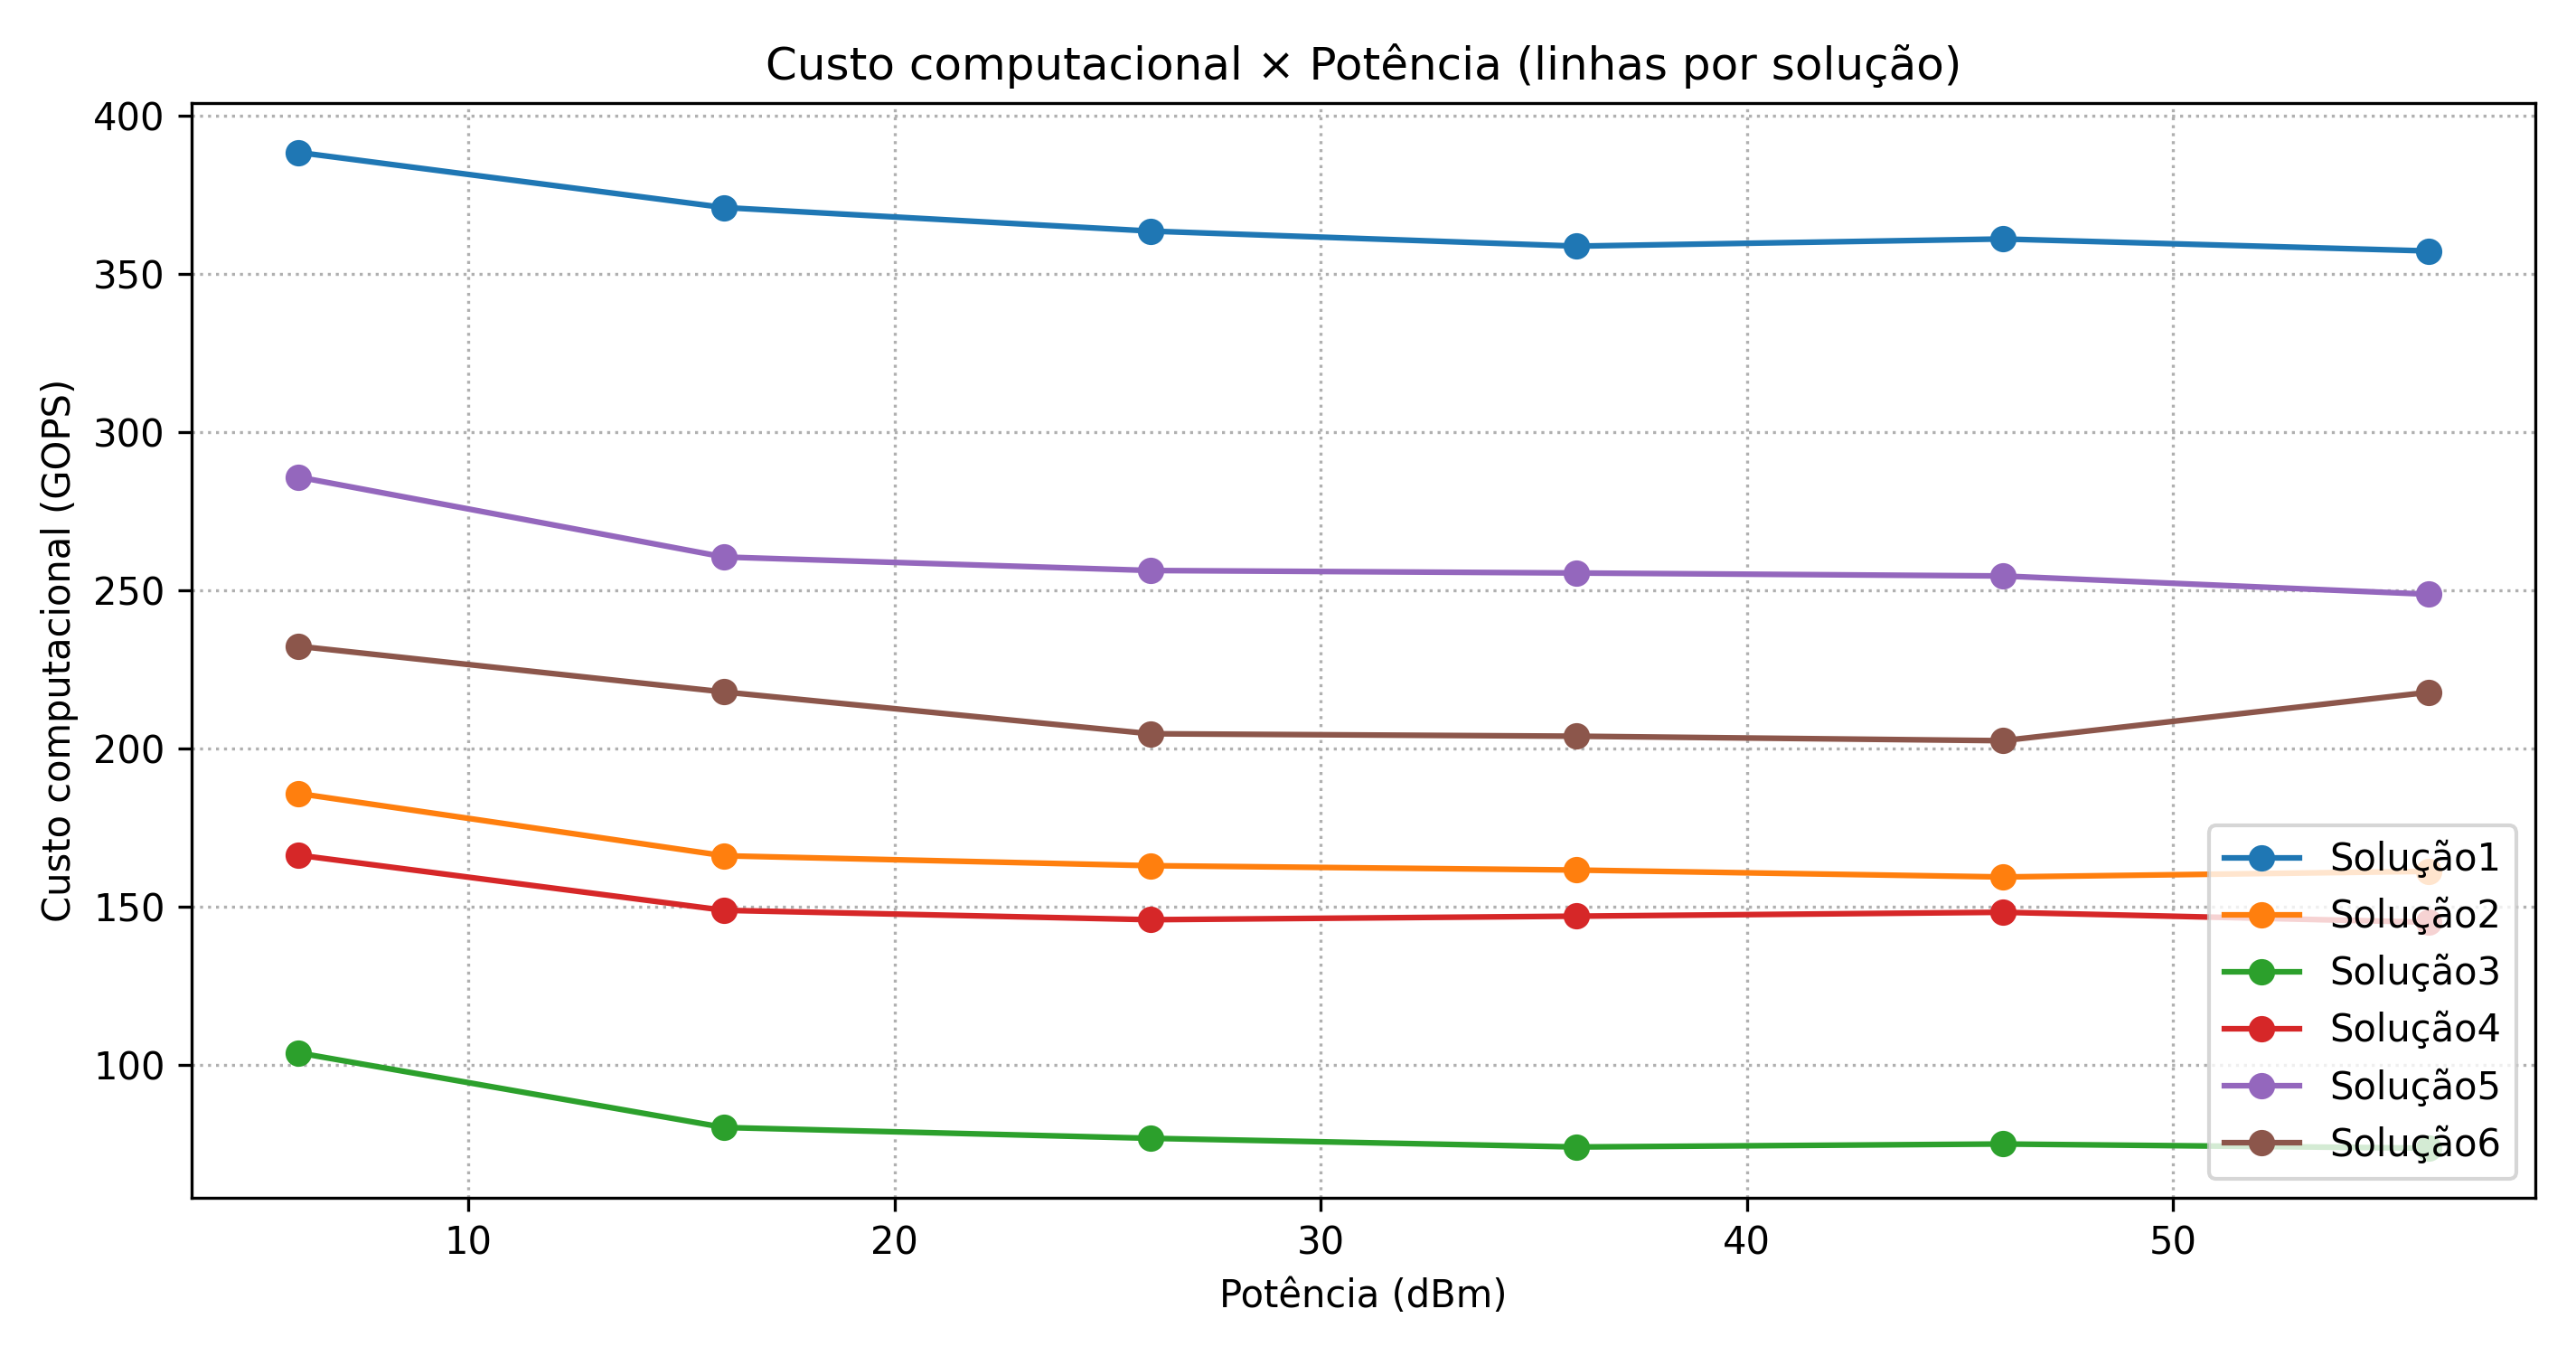 Custo computacional × Potência (linhas por solução)
Custo computacional (GOPS)
400
350
300
250
200
150
100
10
20
30
40
50
Potência (dBm)
Solução1
Solução2
Solução3
Solução4
Solução5
Solução6